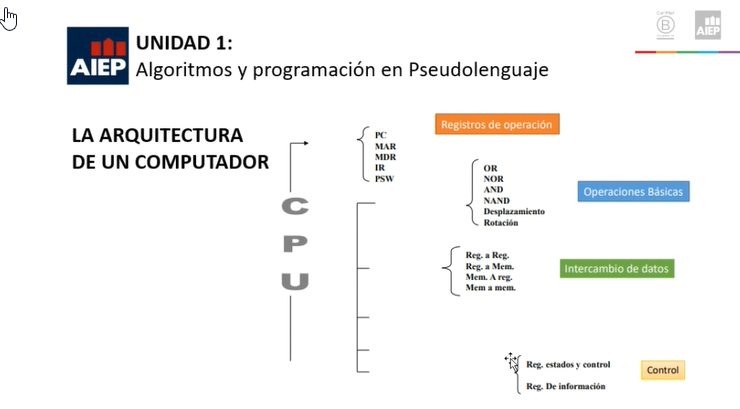 UNIDAD 1:
AIEP
Algoritmos y programación en Pseudolenguaje
AIEP
LA ARQUITECTURA
DE UN COMPUTADOR
C
P
U
PC
MAR
MDR
IR
PSW
Registros de operación
OR
NOR
AND
NAND
Desplazamiento
Rotación
Operaciones Básicas
Reg. a Reg.
Reg. a Mem.
Mem. A reg.
Mem a mem.
Intercambio de datos
Reg. estados y control
Reg. De información
Control